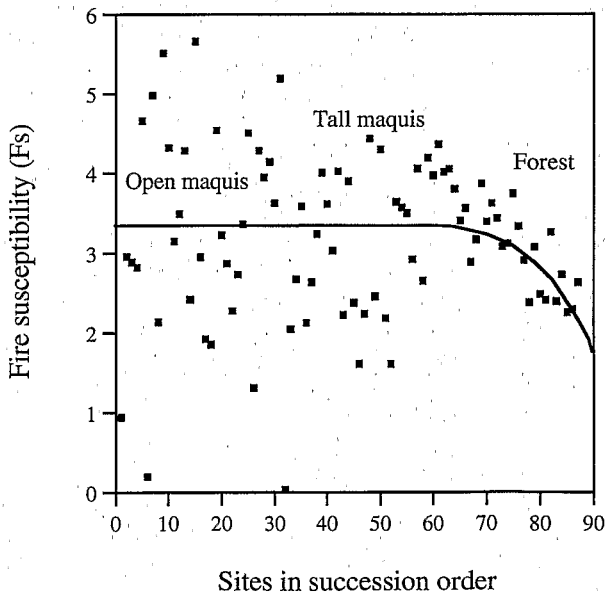 6
5
4
3
2
1
0
Fire susceptibility (Fs)
Tall maquis
Forest
Open maquis
0 10 20 30 40 50 60 70 80 90
Sites in succession order